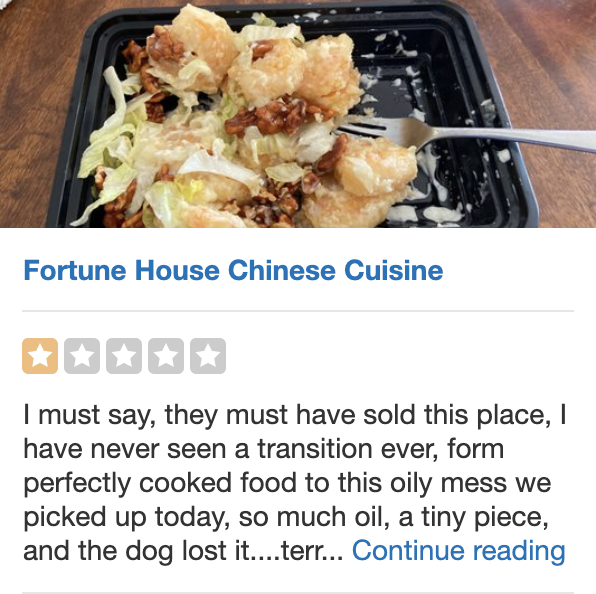 Fortune House Chinese Cuisine
I must say, they must have sold this place, I
have never seen a transition ever, form
perfectly cooked food to this oily mess we
picked up today, so much oil, a tiny piece,
and the dog lost it....terr... Continue reading